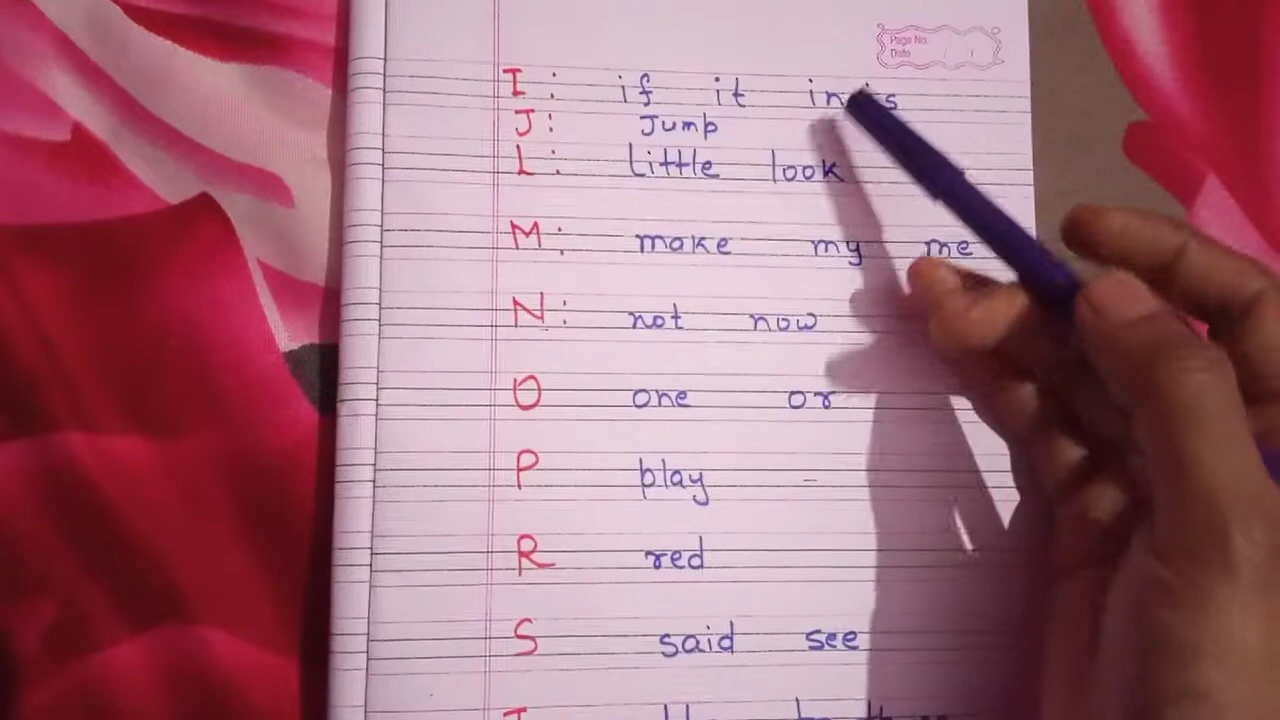 Page No.
Date
I : if it in is
J : Jump
L : Little look
M : make my me
N : not now
O one or
P play -
R red
S said see